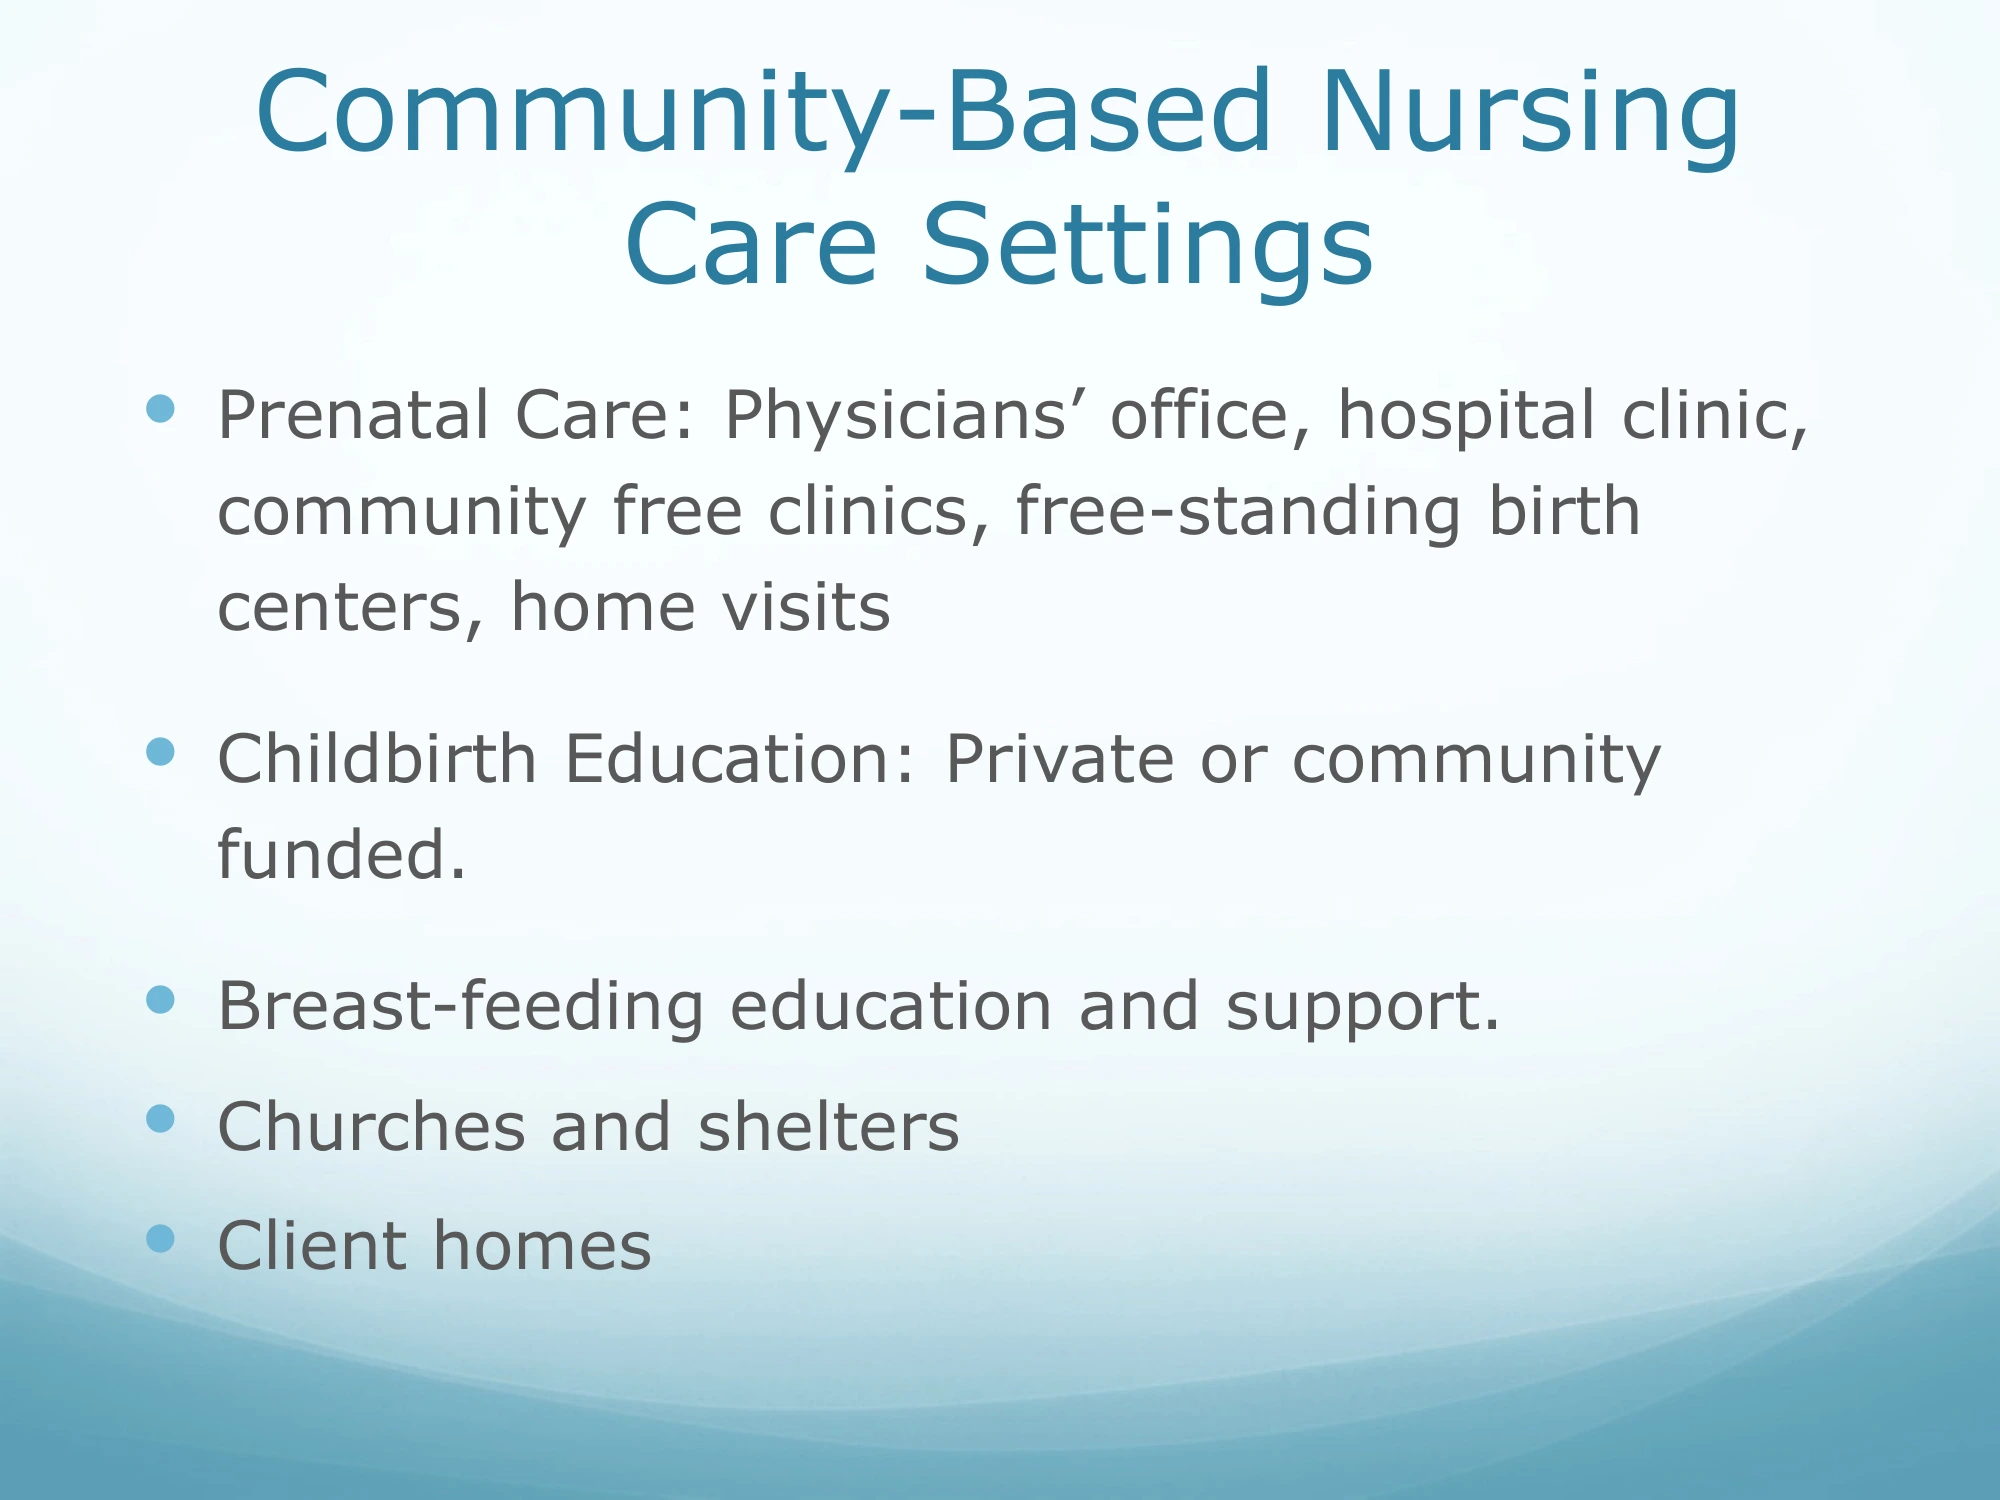 Community-Based Nursing
Care Settings
• Prenatal Care: Physicians’ office, hospital clinic,
community free clinics, free-standing birth
centers, home visits
• Childbirth Education: Private or community
funded.
• Breast-feeding education and support.
• Churches and shelters
• Client homes